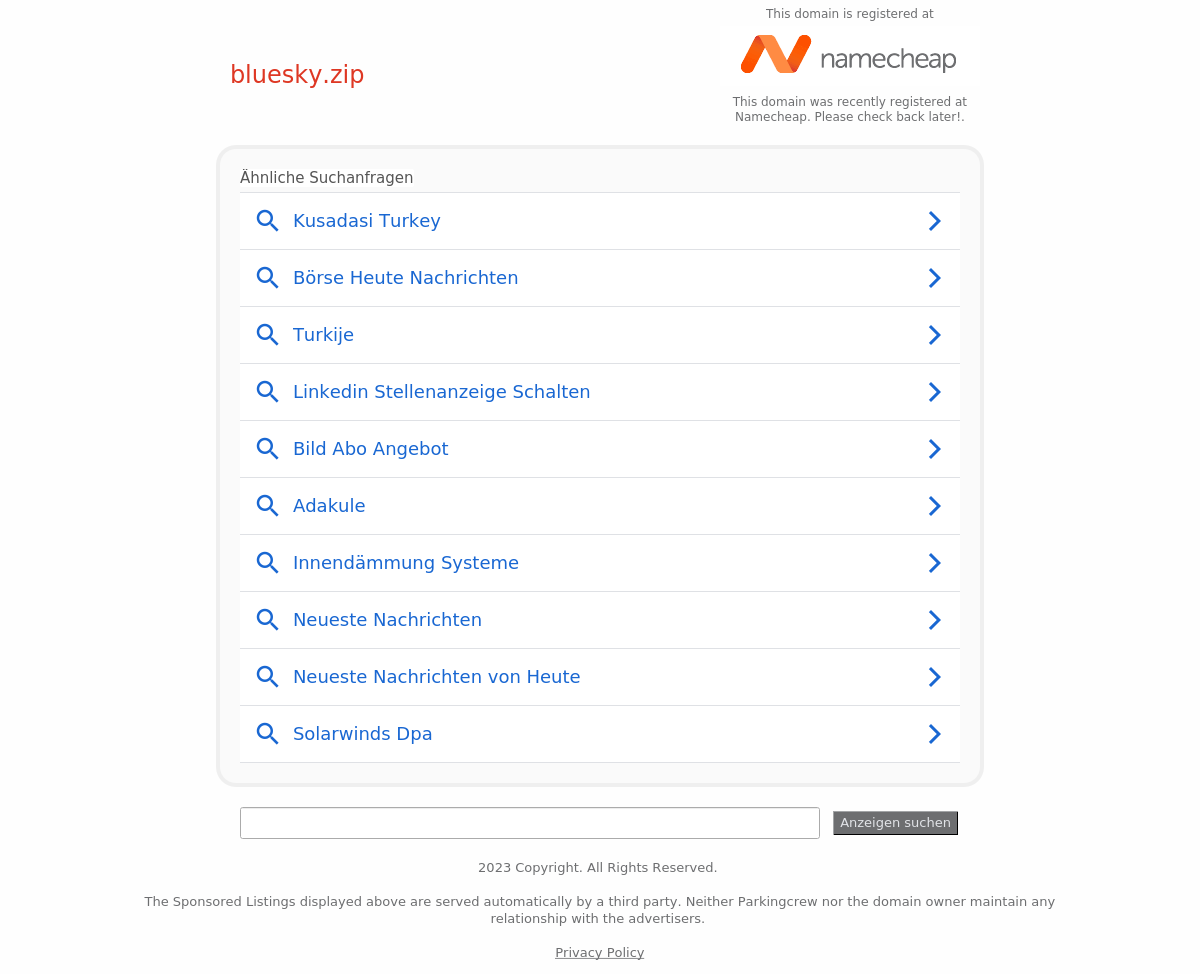 This domain is registered at
namecheap
bluesky.zip
This domain was recently registered at
Namecheap. Please check back later!.
Ähnliche Suchanfragen
Kusadasi Turkey
Börse Heute Nachrichten
Turkije
Linkedin Stellenanzeige Schalten
Bild Abo Angebot
Adakule
Innendämmung Systeme
Neueste Nachrichten
Neueste Nachrichten von Heute
Solarwinds Dpa
Anzeigen suchen
2023 Copyright. All Rights Reserved.
The Sponsored Listings displayed above are served automatically by a third party. Neither Parkingcrew nor the domain owner maintain any
relationship with the advertisers.
Privacy Policy